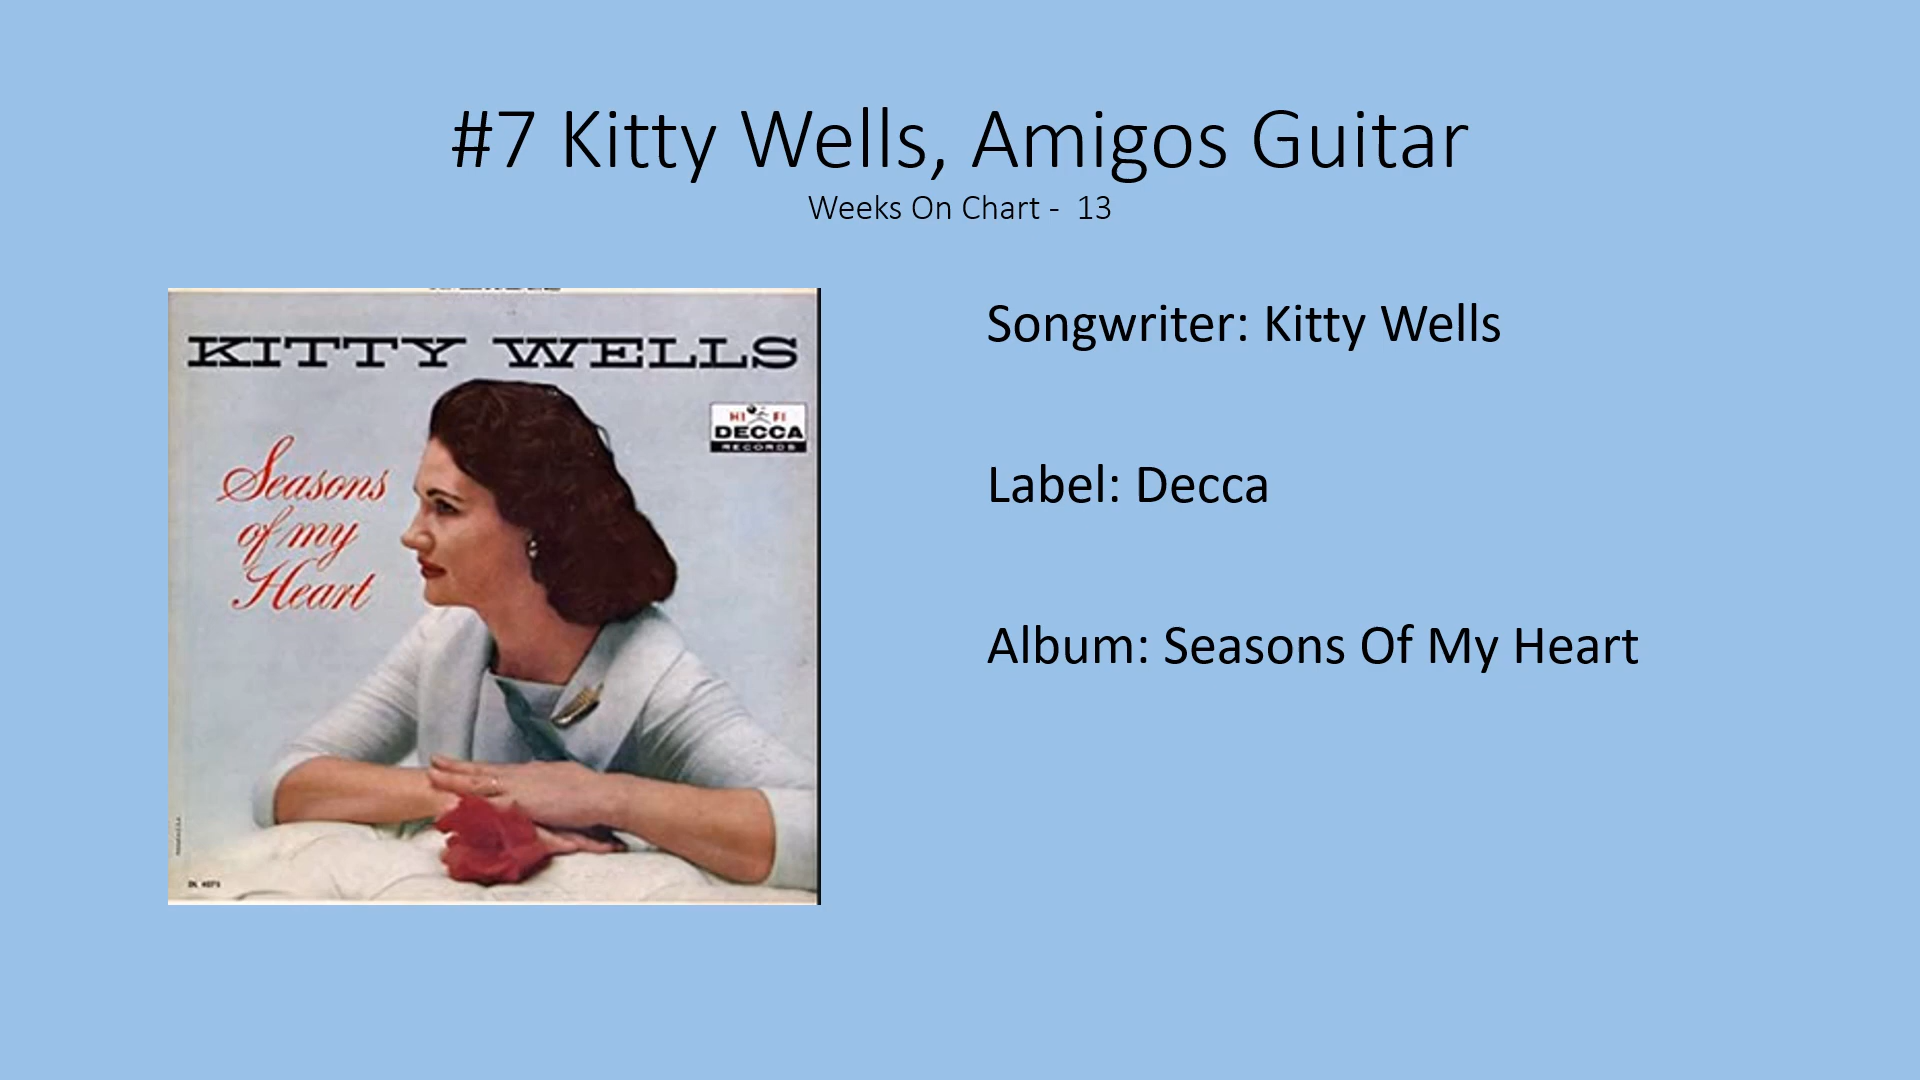 #7 Kitty Wells, Amigos Guitar
Weeks On Chart - 13
KITTY WELLS
HI FI
DECCA
RECORDS
Seasons
of my
Heart
Songwriter: Kitty Wells
Label: Decca
Album: Seasons Of My Heart